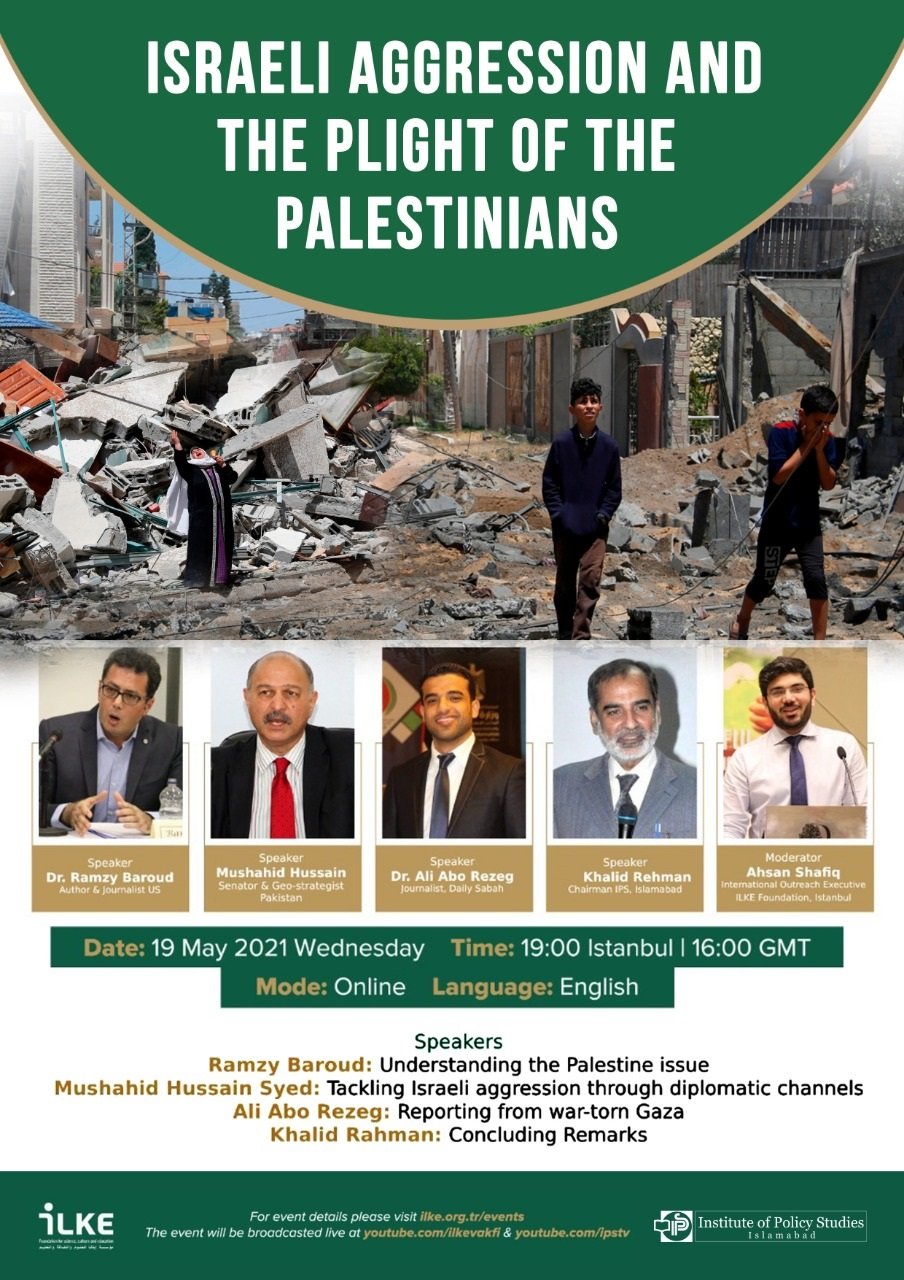 ISRAELI AGGRESSION AND
THE PLIGHT OF THE
PALESTINIANS
Speaker
Dr. Ramzy Baroud
Author & Journalist US
Speaker
Mushahid Hussain
Senator & Geo-strategist
Pakistan
Speaker
Dr. Ali Abo Rezeg
Journalist, Daily Sabah
Speaker
Khalid Rehman
Chairman IPS, Islamabad
Moderator
Ahsan Shafiq
International Outreach Executive
ILKE Foundation, Istanbul
Date: 19 May 2021 Wednesday Time: 19:00 Istanbul | 16:00 GMT
Mode: Online Language: English
Speakers
Ramzy Baroud: Understanding the Palestine issue
Mushahid Hussain Syed: Tackling Israeli aggression through diplomatic channels
Ali Abo Rezeg: Reporting from war-torn Gaza
Khalid Rahman: Concluding Remarks
iLKE
Foundation for science, culture and education
For event details please visit ilke.org.tr/events
The event will be broadcasted live at youtube.com/ilkevakfi & youtube.com/ipstv
Institute of Policy Studies
Islamabad